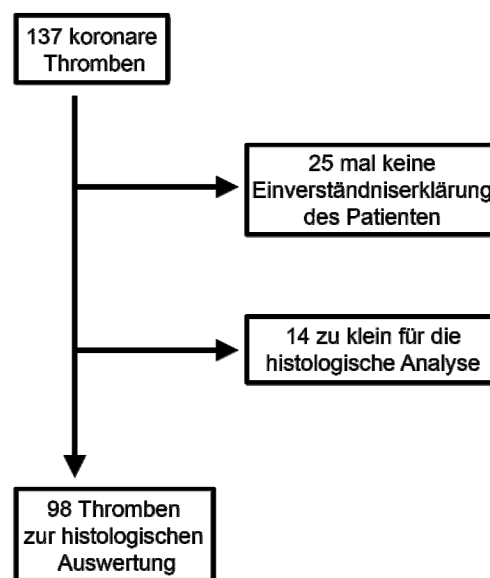 137 koronare
Thromben
25 mal keine
Einverständniserklärung
des Patienten
14 zu klein für die
histologische Analyse
98 Thromben
zur histologischen
Auswertung